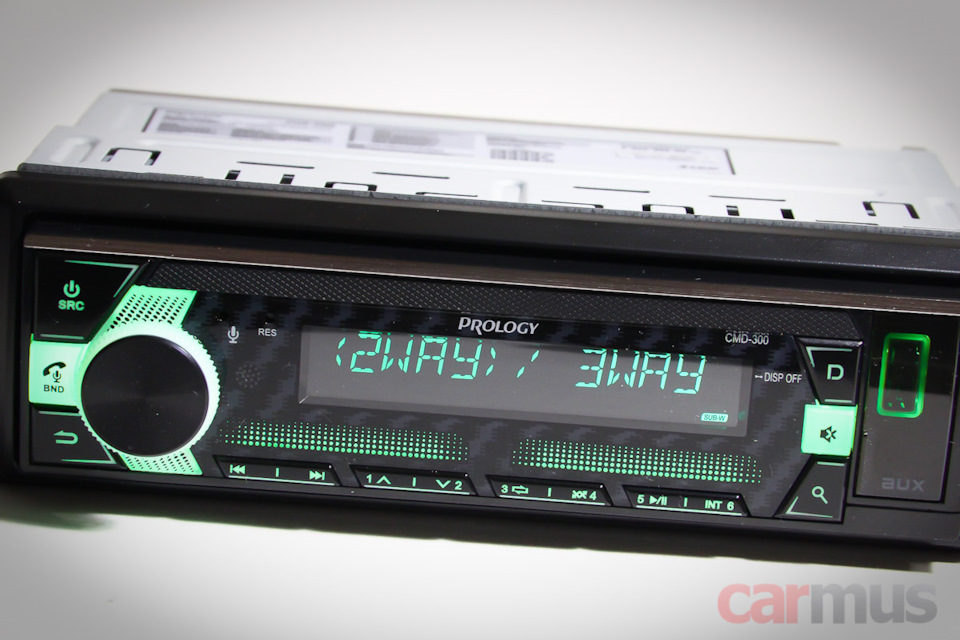 SRC
PROLOGY
CMD-300
RES
(2WAY)/ 3WAY
DISP OFF
D
BND
SUB-W
1 2
3 4
5 INT 6
aux
carmus